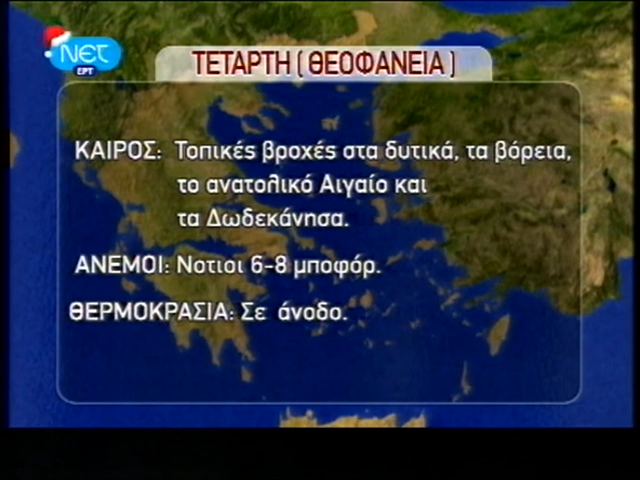 ΝΕΤ
ΕΡΤ
ΤΕΤΑΡΤΗ ( ΘΕΟΦΑΝΕΙΑ )
ΚΑΙΡΟΣ: Τοπικές βροχές στα δυτικά, τα βόρεια,
το ανατολικό Αιγαίο και
τα Δωδεκάνησα.
ΑΝΕΜΟΙ: Νοτιοι 6-8 μποφόρ.
ΘΕΡΜΟΚΡΑΣΙΑ: Σε άνοδο.